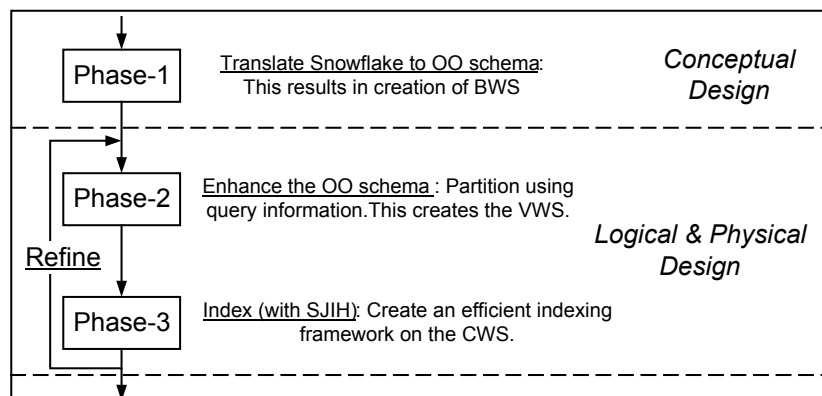 Phase-1
Translate Snowflake to OO schema:
This results in creation of BWS
Conceptual
Design
Phase-2
Enhance the OO schema : Partition using
query information.This creates the VWS.
Logical & Physical
Design
Refine
Phase-3
Index (with SJIH): Create an efficient indexing
framework on the CWS.